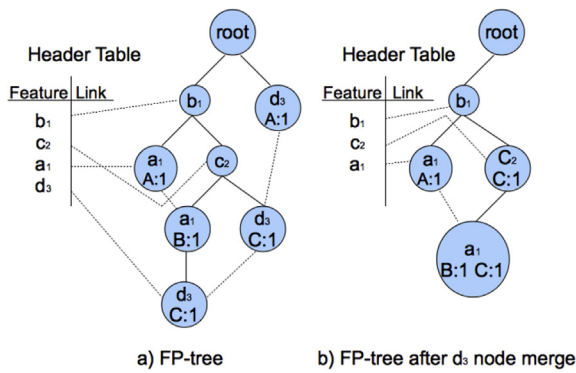 Header Table
Feature Link
b₁
c₂
a₁
d₃
root
b₁
d₃
A:1
a₁
A:1
c₂
a₁
B:1
d₃
C:1
d₃
C:1
a) FP-tree
Header Table
Feature Link
b₁
c₂
a₁
root
b₁
a₁
A:1
C₂
C:1
a₁
B:1 C:1
b) FP-tree after d₃ node merge